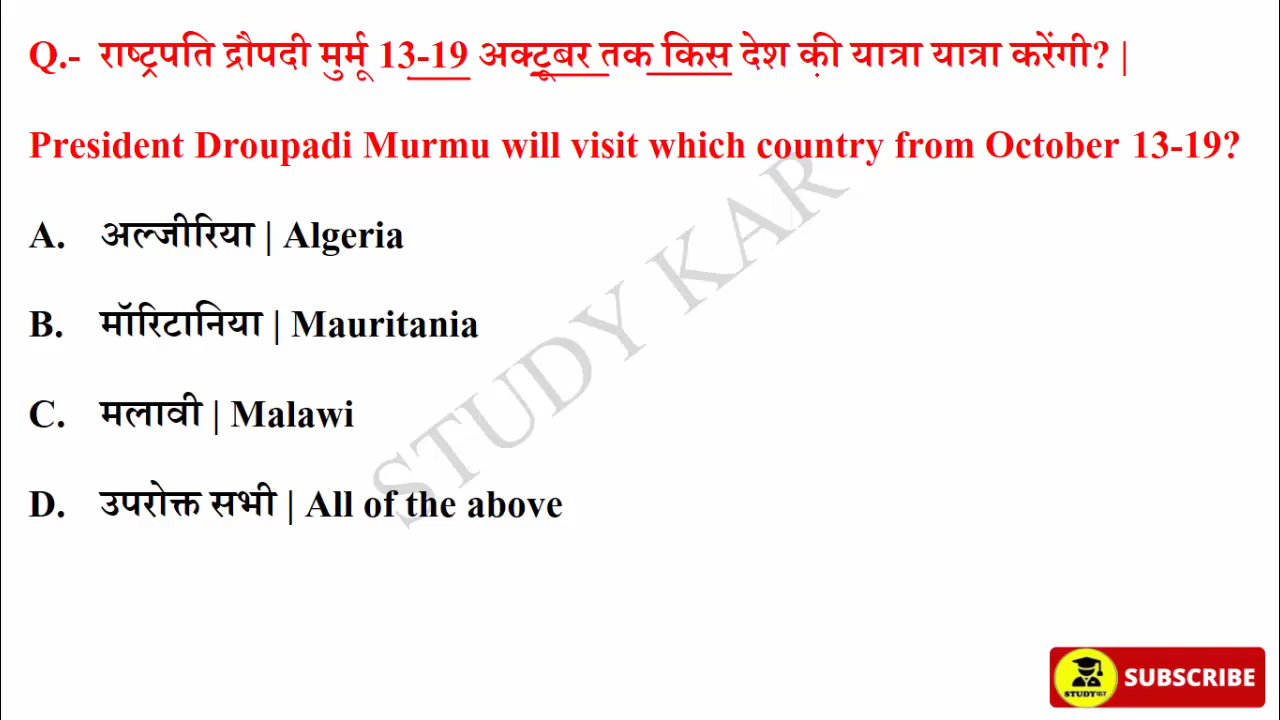 Q.- राष्ट्रपति द्रौपदी मुर्मू 13-19 अक्टूबर तक किस देश की यात्रा यात्रा करेंगी? |
President Droupadi Murmu will visit which country from October 13-19?
A. अल्जीरिया | Algeria
B. मॉरिटानिया | Mauritania
C. मलावी | Malawi
D. उपरोक्त सभी | All of the above
STUDY KAR
STUDYकर
SUBSCRIBE